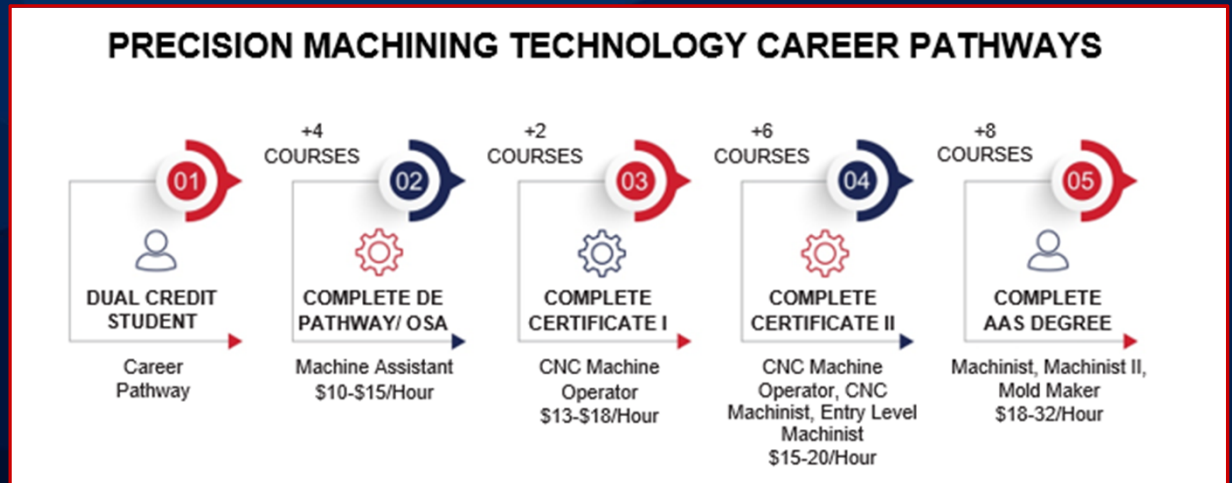 PRECISION MACHINING TECHNOLOGY CAREER PATHWAYS
01
DUAL CREDIT
STUDENT
Career
Pathway
+4
COURSES
02
COMPLETE DE
PATHWAY/ OSA
Machine Assistant
$10-$15/Hour
+2
COURSES
03
COMPLETE
CERTIFICATE I
CNC Machine
Operator
$13-$18/Hour
+6
COURSES
04
COMPLETE
CERTIFICATE II
CNC Machine
Operator, CNC
Machinist, Entry Level
Machinist
$15-20/Hour
+8
COURSES
05
COMPLETE
AAS DEGREE
Machinist, Machinist II,
Mold Maker
$18-32/Hour